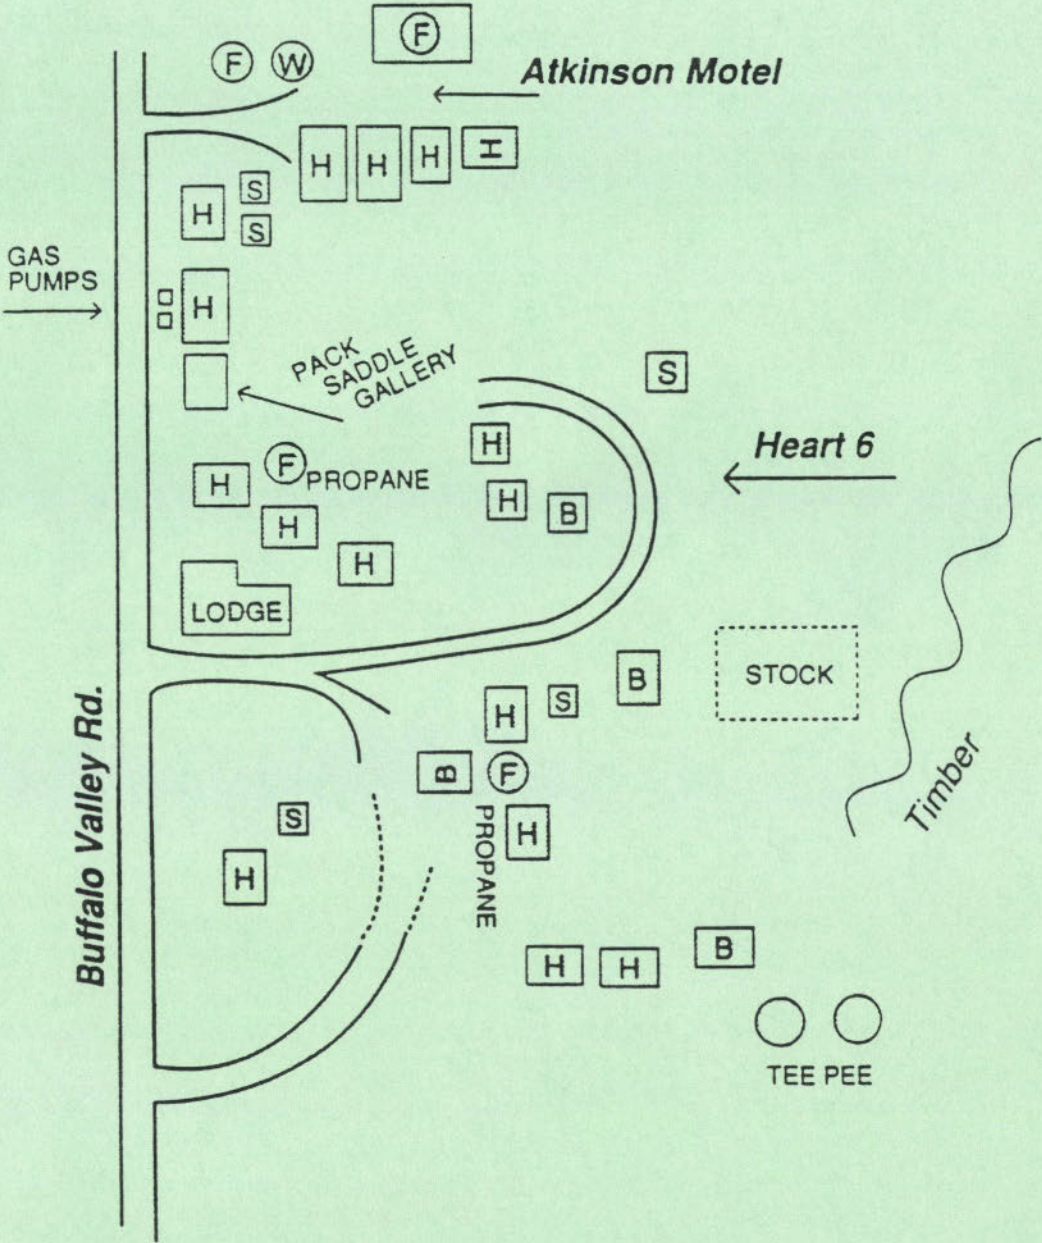 F
F W
Atkinson Motel
H H H H
S
H
S
GAS
PUMPS
H
PACK
SADDLE
GALLERY
S
H
Heart 6
F
PROPANE
H
H
B
H
H
LODGE
B
STOCK
S
H
Buffalo Valley Rd.
B F
Timber
S
PROPANE
H
H
B
H H
TEE PEE